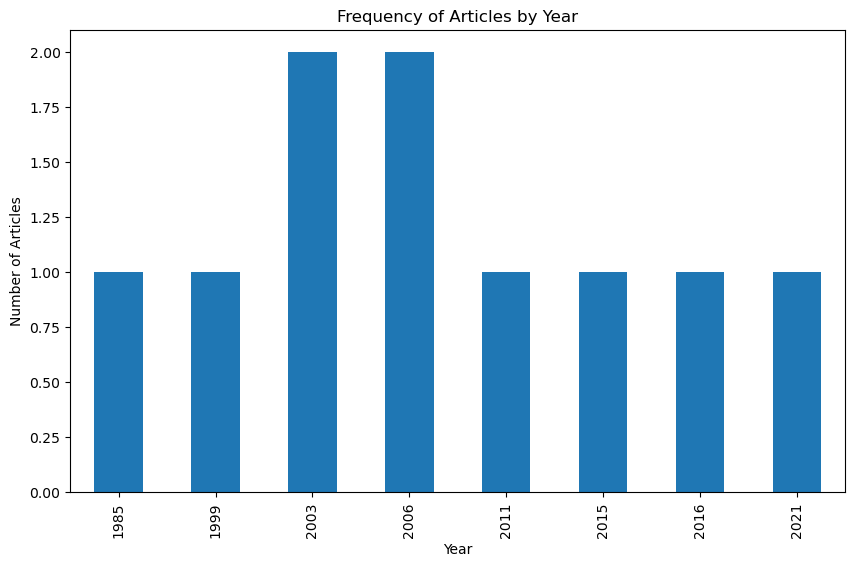 Frequency of Articles by Year
Number of Articles
2.00
1.75
1.50
1.25
1.00
0.75
0.50
0.25
0.00
1985 1999 2003 2006 2011 2015 2016 2021
Year